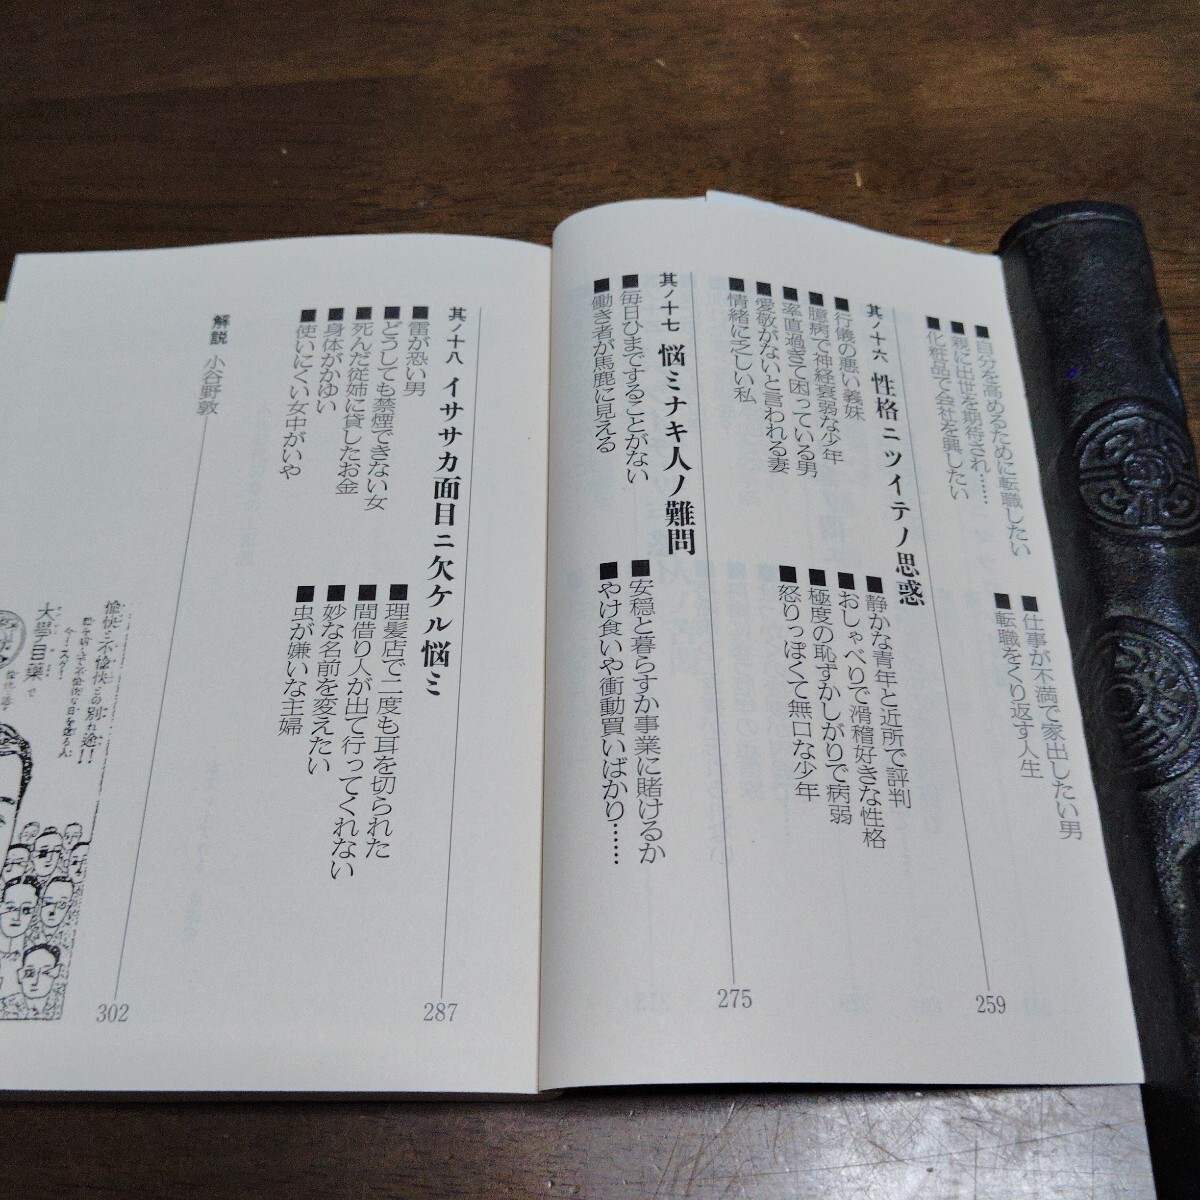 ■自分を高めるために転職したい
■仕事が不満で家出したい男
■親に出世を期待され……
■転職をくり返す人生
■化粧品で会社を興したい
其ノ十六 性格ニツイテノ思惑
259
■行儀の悪い義妹
■静かな青年と近所で評判
■臆病で神経衰弱な少年
■おしゃべりで滑稽好きな性格
■率直過ぎて困っている男
■極度の恥ずかしがりで病弱
■愛敬がないと言われる妻
■怒りっぽくて無口な少年
■情緒に乏しい私
其ノ十七 悩ミナキ人ノ難問
275
■毎日ひまですることがない
■安穏と暮らすか事業に賭けるか
■働き者が馬鹿に見える
■やけ食いや衝動買いばかり……
其ノ十八 イササカ面目ニ欠ケル悩ミ
287
■雷が恐い男
■理髪店で二度も耳を切られた
■どうしても禁煙できない女
■間借り人が出て行ってくれない
■死んだ従姉に貸したお金
■妙な名前を変えたい
■身体がかゆい
■虫が嫌いな主婦
■使いにくい女中がいや
解説 小谷野敦
302
愉快と不愉快との別れ途！
大學目薬で